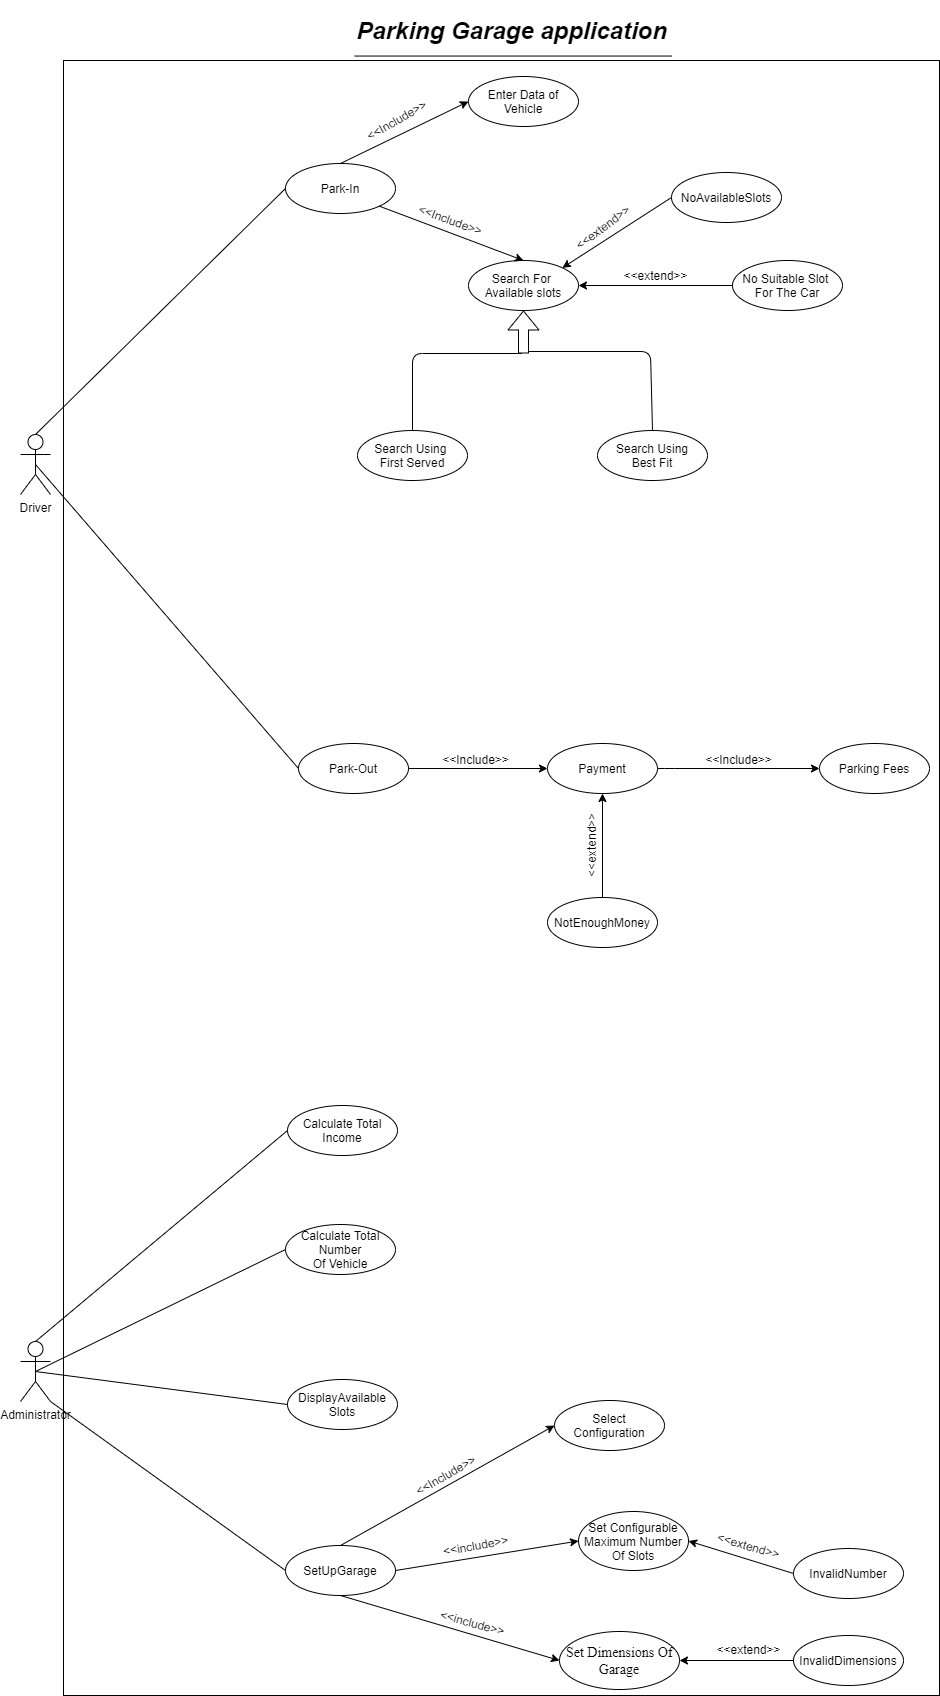 Parking Garage application
Enter Data of
Vehicle
<<Include>>
Park-In
<<Include>>
NoAvailableSlots
<<extend>>
Search For
Available slots
<<extend>>
No Suitable Slot
For The Car
Search Using
First Served
Search Using
Best Fit
Driver
Park-Out
<<Include>>
Payment
<<Include>>
Parking Fees
<<extend>>
NotEnoughMoney
Calculate Total
Income
Calculate Total
Number
Of Vehicle
Administrator
DisplayAvailable
Slots
Select
Configuration
<<Include>>
Set Configurable
Maximum Number
Of Slots
<<include>>
<<extend>>
SetUpGarage
InvalidNumber
<<include>>
Set Dimensions Of
Garage
<<extend>>
InvalidDimensions